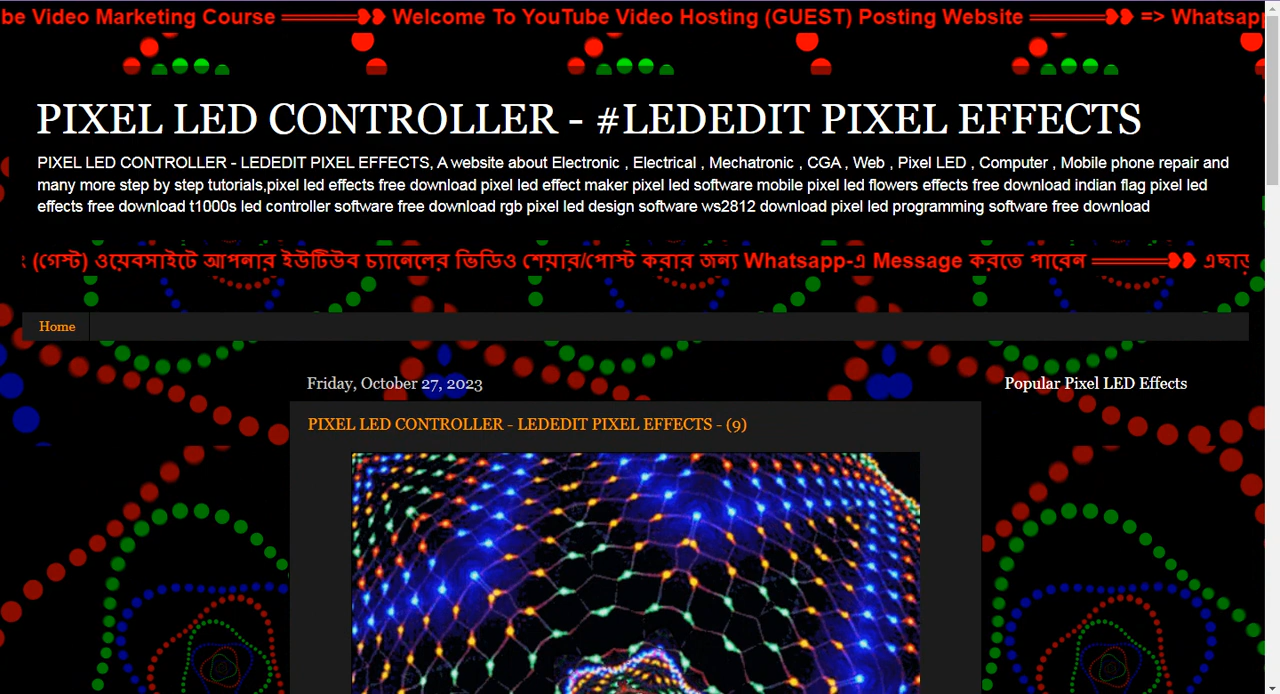 be Video Marketing Course ═══════❥❥ Welcome To YouTube Video Hosting (GUEST) Posting Website ═══════❥❥ => Whatsapp
PIXEL LED CONTROLLER - #LEDEDIT PIXEL EFFECTS
PIXEL LED CONTROLLER - LEDEDIT PIXEL EFFECTS, A website about Electronic , Electrical , Mechatronic , CGA , Web , Pixel LED , Computer , Mobile phone repair and
many more step by step tutorials,pixel led effects free download pixel led effect maker pixel led software mobile pixel led flowers effects free download indian flag pixel led
effects free download t1000s led controller software free download rgb pixel led design software ws2812 download pixel led programming software free download
(গেস্ট) ওয়েবসাইটে আপনার ইউটিউব চ্যানেলের ভিডিও শেয়ার/পোস্ট করার জন্য Whatsapp-এ Message করতে পারেন ═══════❥❥ এছাড়
Home
Friday, October 27, 2023
Popular Pixel LED Effects
PIXEL LED CONTROLLER - LEDEDIT PIXEL EFFECTS - (9)